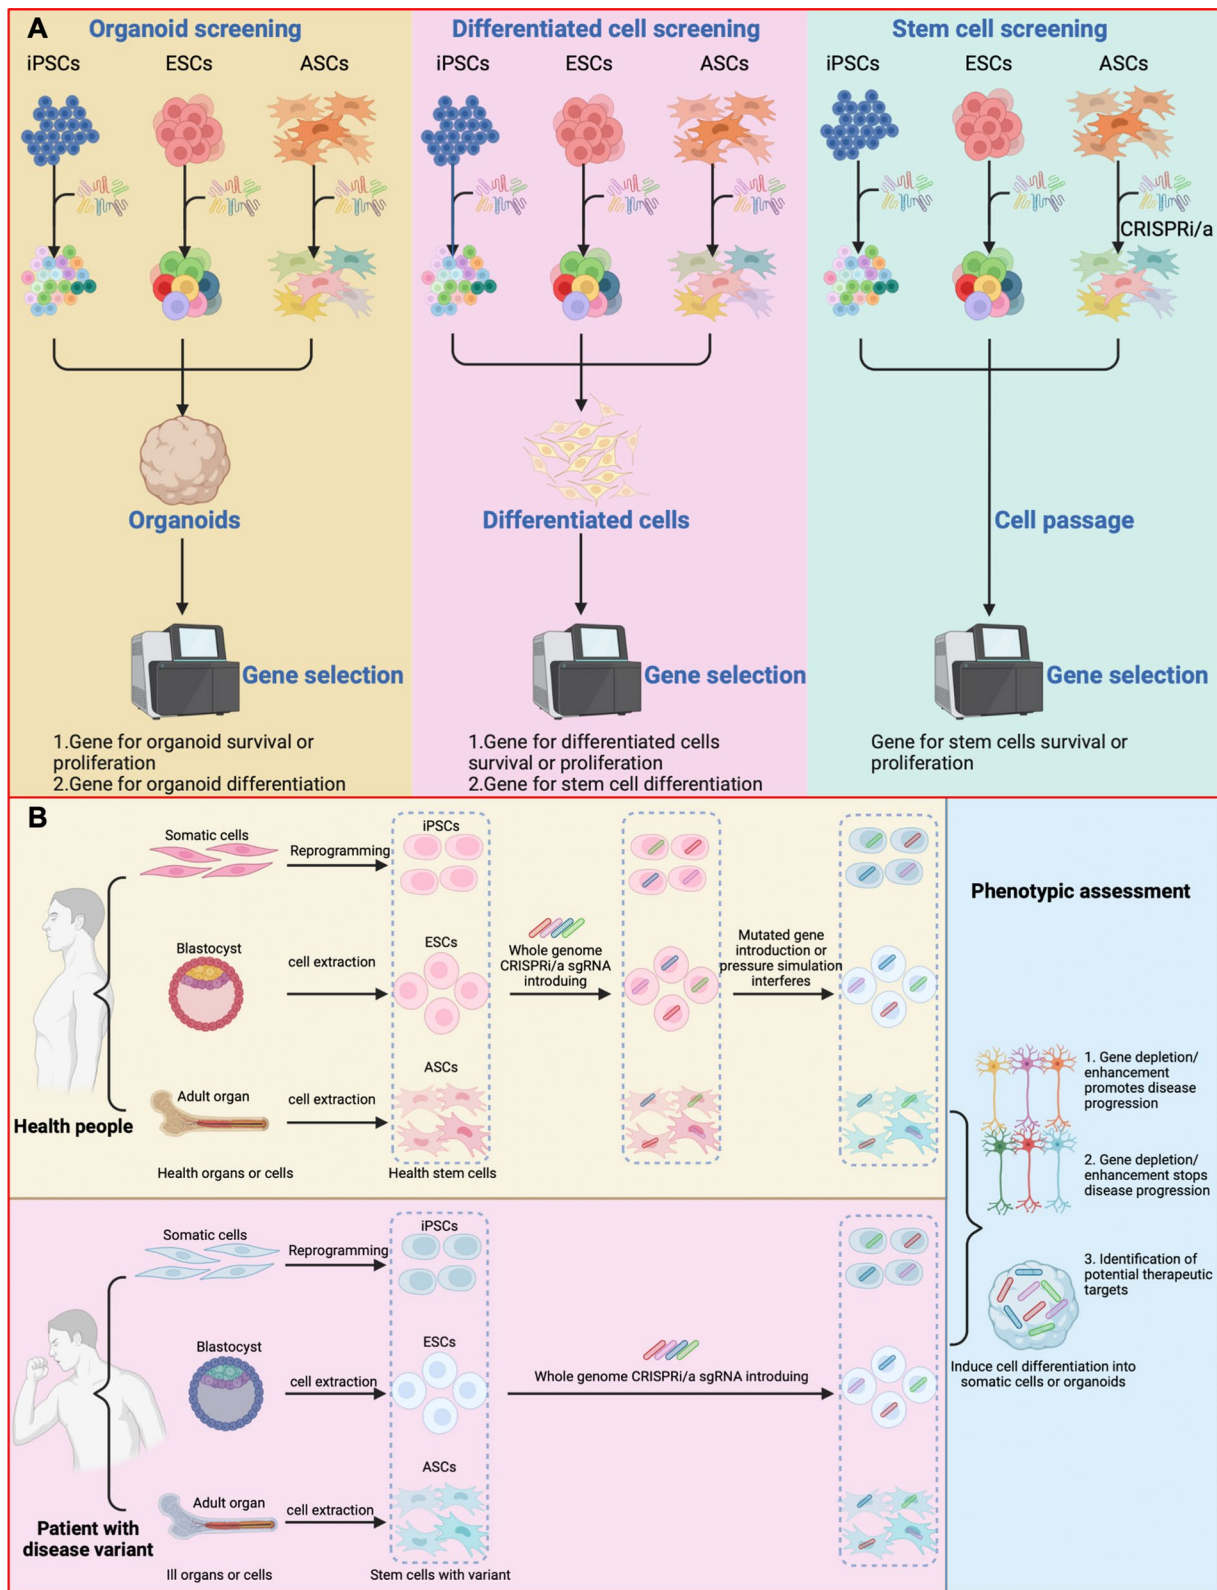 A
Organoid screening
iPSCs
ESCs
ASCs
Organoids
Gene selection
1.Gene for organoid survival or
proliferation
2.Gene for organoid differentiation
Differentiated cell screening
iPSCs
ESCs
ASCs
Differentiated cells
Gene selection
1.Gene for differentiated cells
survival or proliferation
2.Gene for stem cell differentiation
Stem cell screening
iPSCs
ESCs
ASCs
CRISPRi/a
Cell passage
Gene selection
Gene for stem cells survival or
proliferation
B
Health people
Somatic cells
Reprogramming
iPSCs
Blastocyst
cell extraction
ESCs
Adult organ
cell extraction
ASCs
Health organs or cells
Health stem cells
Whole genome
CRISPRi/a sgRNA
introduing
Mutated gene
introduction or
pressure simulation
interferes
Patient with
disease variant
Somatic cells
Reprogramming
iPSCs
Blastocyst
cell extraction
ESCs
Adult organ
cell extraction
ASCs
Ill organs or cells
Stem cells with variant
Whole genome CRISPRi/a sgRNA introduing
Phenotypic assessment
1. Gene depletion/
enhancement
promotes disease
progression
2. Gene depletion/
enhancement stops
disease progression
3. Identification of
potential therapeutic
targets
Induce cell differentiation into
somatic cells or organoids